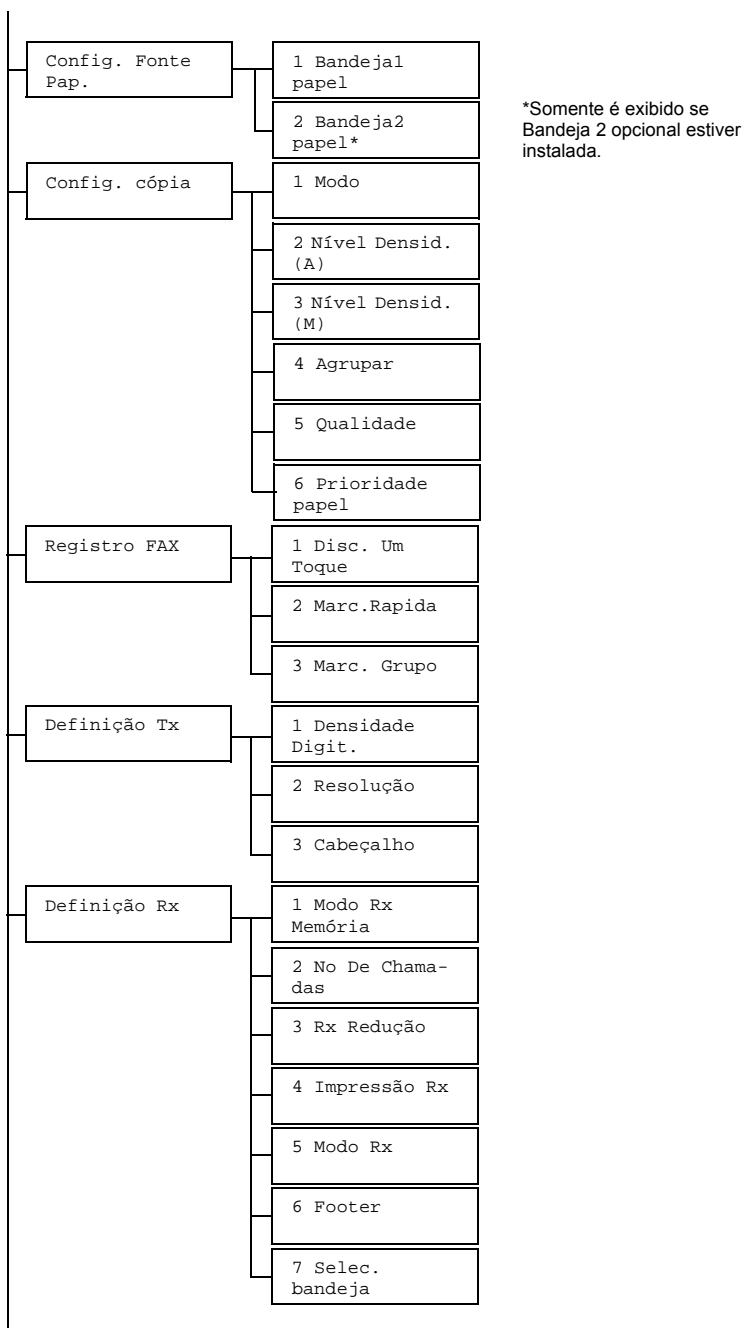 Config. Fonte
Pap.
1 Bandeja1
papel
2 Bandeja2
papel*
*Somente é exibido se
Bandeja 2 opcional estiver
instalada.
Config. cópia
1 Modo
2 Nível Densid.
(A)
3 Nível Densid.
(M)
4 Agrupar
5 Qualidade
6 Prioridade
papel
Registro FAX
1 Disc. Um
Toque
2 Marc.Rapida
3 Marc. Grupo
Definição Tx
1 Densidade
Digit.
2 Resolução
3 Cabeçalho
Definição Rx
1 Modo Rx
Memória
2 No De Chama-
das
3 Rx Redução
4 Impressão Rx
5 Modo Rx
6 Footer
7 Selec.
bandeja